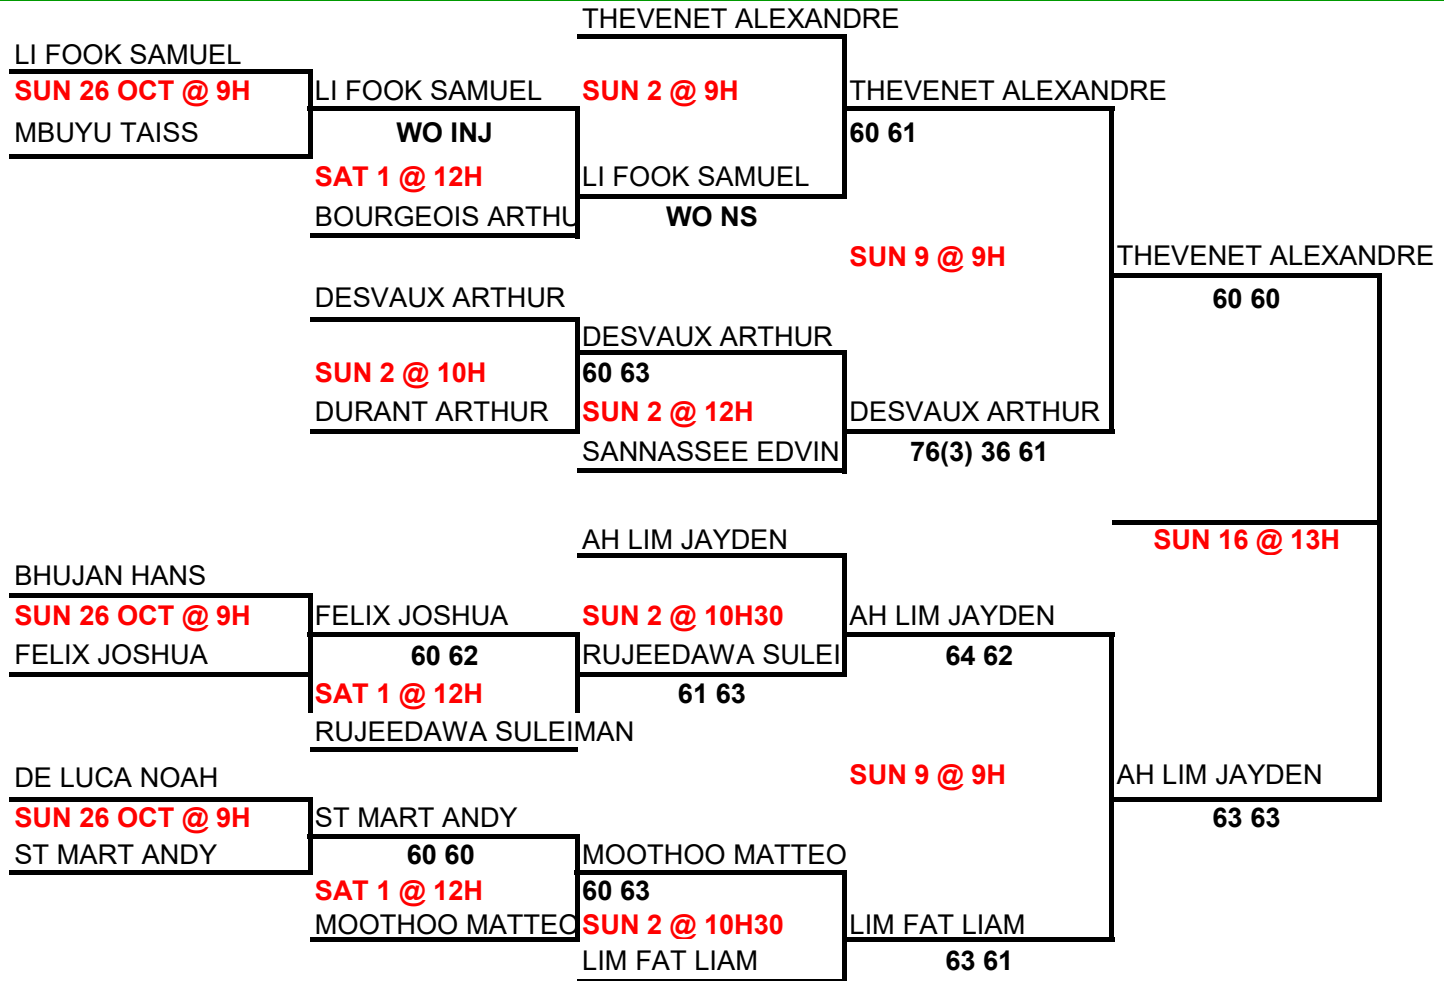 THEVENET ALEXANDRE
LI FOOK SAMUEL
SUN 26 OCT @ 9H
LI FOOK SAMUEL
SUN 2 @ 9H
THEVENET ALEXANDRE
MBUYU TAISS
WO INJ
60 61
SAT 1 @ 12H
LI FOOK SAMUEL
BOURGEOIS ARTHU
WO NS
SUN 9 @ 9H
THEVENET ALEXANDRE
DESVAUX ARTHUR
60 60
DESVAUX ARTHUR
SUN 2 @ 10H
60 63
DURANT ARTHUR
SUN 2 @ 12H
DESVAUX ARTHUR
SANNASSEE EDVIN
76(3) 36 61
AH LIM JAYDEN
SUN 16 @ 13H
BHUJAN HANS
SUN 26 OCT @ 9H
FELIX JOSHUA
SUN 2 @ 10H30
AH LIM JAYDEN
FELIX JOSHUA
60 62
RUJEEDAWA SULEI
64 62
SAT 1 @ 12H
61 63
RUJEEDAWA SULEIMAN
DE LUCA NOAH
SUN 9 @ 9H
AH LIM JAYDEN
SUN 26 OCT @ 9H
ST MART ANDY
63 63
ST MART ANDY
60 60
MOOTHOO MATTEO
SAT 1 @ 12H
60 63
MOOTHOO MATTEO
SUN 2 @ 10H30
LIM FAT LIAM
LIM FAT LIAM
63 61